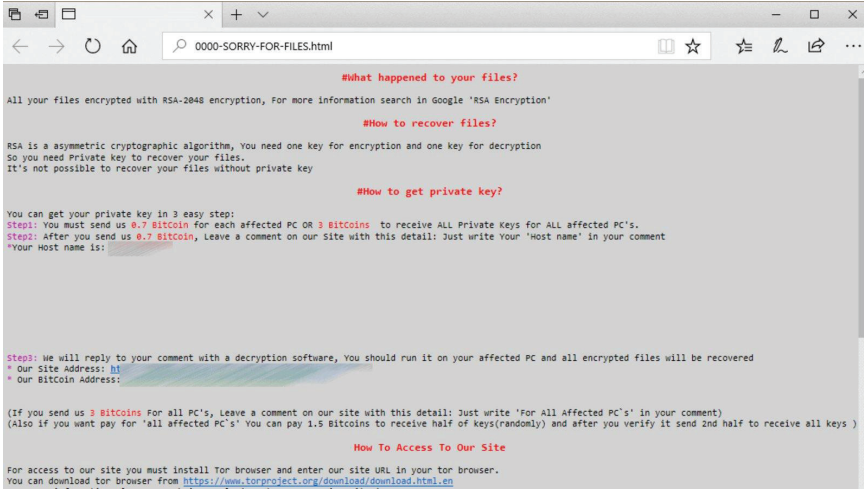 0000-SORRY-FOR-FILES.html
#What happened to your files?
All your files encrypted with RSA-2048 encryption, For more information search in Google 'RSA Encryption'
#How to recover files?
RSA is a asymmetric cryptographic algorithm, You need one key for encryption and one key for decryption
So you need Private key to recover your files.
It's not possible to recover your files without private key
#How to get private key?
You can get your private key in 3 easy step:
Step1: You must send us 0.7 BitCoin for each affected PC OR 3 BitCoins to receive ALL Private Keys for ALL affected PC's.
Step2: After you send us 0.7 BitCoin, Leave a comment on our Site with this detail: Just write Your 'Host name' in your comment
*Your Host name is:
Step3: We will reply to your comment with a decryption software, You should run it on your affected PC and all encrypted files will be recovered
* Our Site Address: ht
* Our BitCoin Address:
(If you send us 3 BitCoins For all PC's, Leave a comment on our site with this detail: Just write 'For All Affected PC`s' in your comment)
(Also if you want pay for 'all affected PC`s' You can pay 1.5 Bitcoins to receive half of keys(randomly) and after you verify it send 2nd half to receive all keys )
How To Access To Our Site
For access to our site you must install Tor browser and enter our site URL in your tor browser.
You can download tor browser from https://www.torproject.org/download/download.html.en